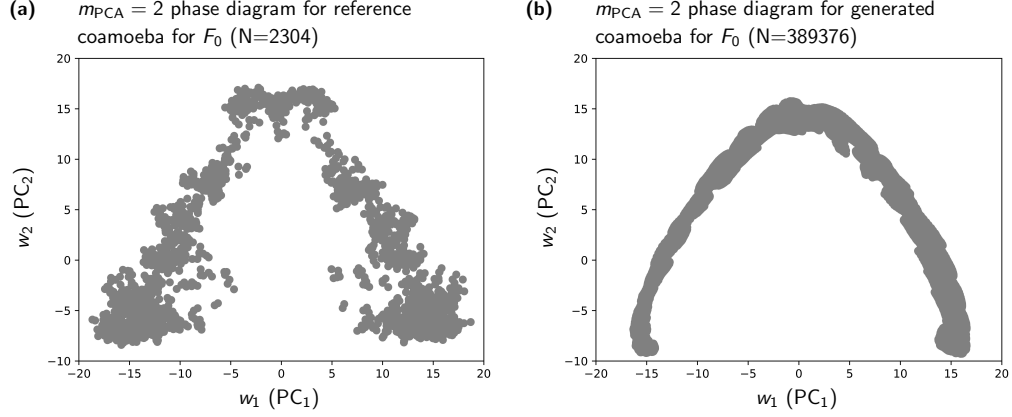 (a) m_PCA = 2 phase diagram for reference
coamoeba for F_0 (N=2304)
20
15
10
5
0
−5
−10
w_2 (PC_2)
−20 −15 −10 −5 0 5 10 15 20
w_1 (PC_1)
(b) m_PCA = 2 phase diagram for generated
coamoeba for F_0 (N=389376)
20
15
10
5
0
−5
−10
w_2 (PC_2)
−20 −15 −10 −5 0 5 10 15 20
w_1 (PC_1)